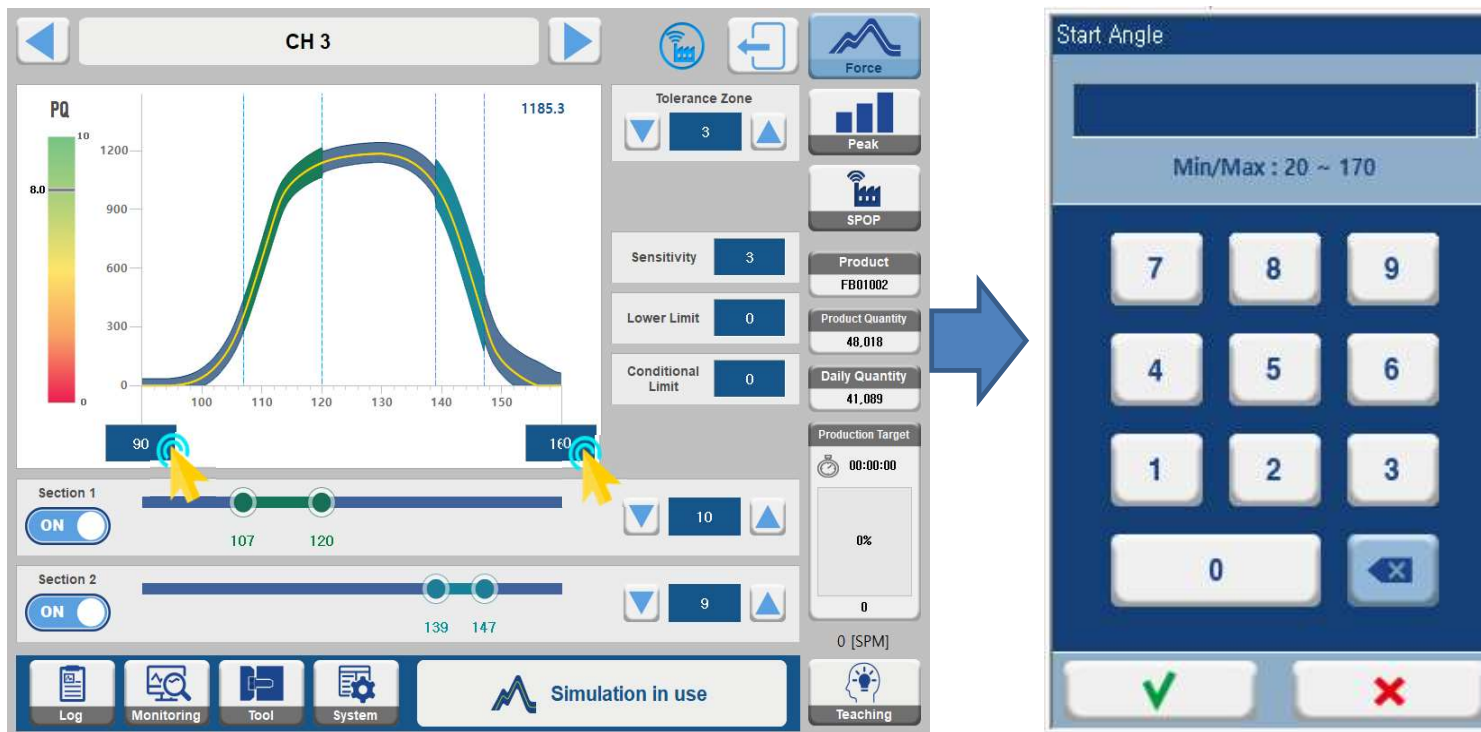 CH 3
Force
PQ
10
8.0
0
1185.3
1200
900
600
300
0
100 110 120 130 140 150
90
160
Tolerance Zone
3
Sensitivity 3
Lower Limit 0
Conditional
Limit
0
Peak
SPOP
Product
FB01002
Product Quantity
48,018
Daily Quantity
41,089
Production Target
00:00:00
0%
0
0 [SPM]
Section 1
ON
107 120
10
Section 2
ON
139 147
9
Log
Monitoring
Tool
System
Simulation in use
Teaching
Start Angle
Min/Max : 20 ~ 170
7 8 9
4 5 6
1 2 3
0